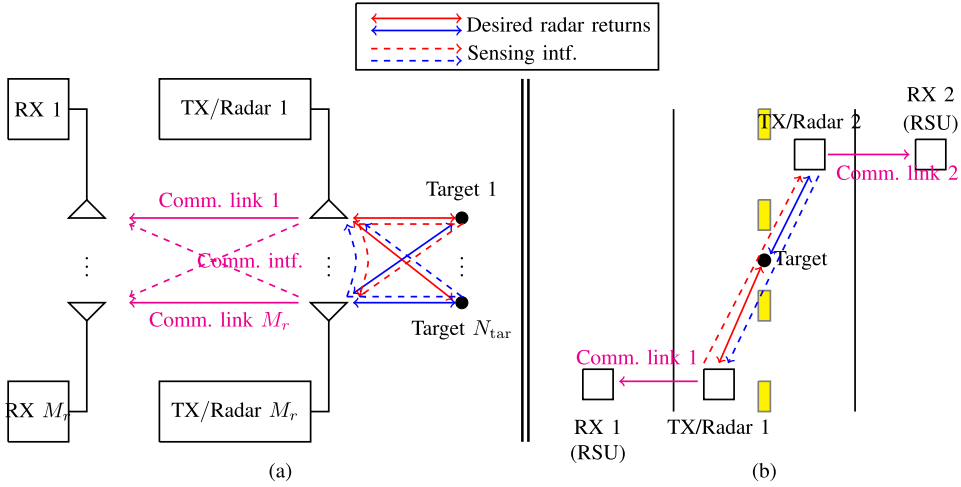 Desired radar returns
Sensing intf.
RX 1
TX/Radar 1
Comm. link 1
Target 1
Comm. intf.
Comm. link M_r
Target N_tar
RX M_r
TX/Radar M_r
(a)
RX 2
(RSU)
TX/Radar 2
Comm. link 2
Target
Comm. link 1
RX 1
(RSU)
TX/Radar 1
(b)